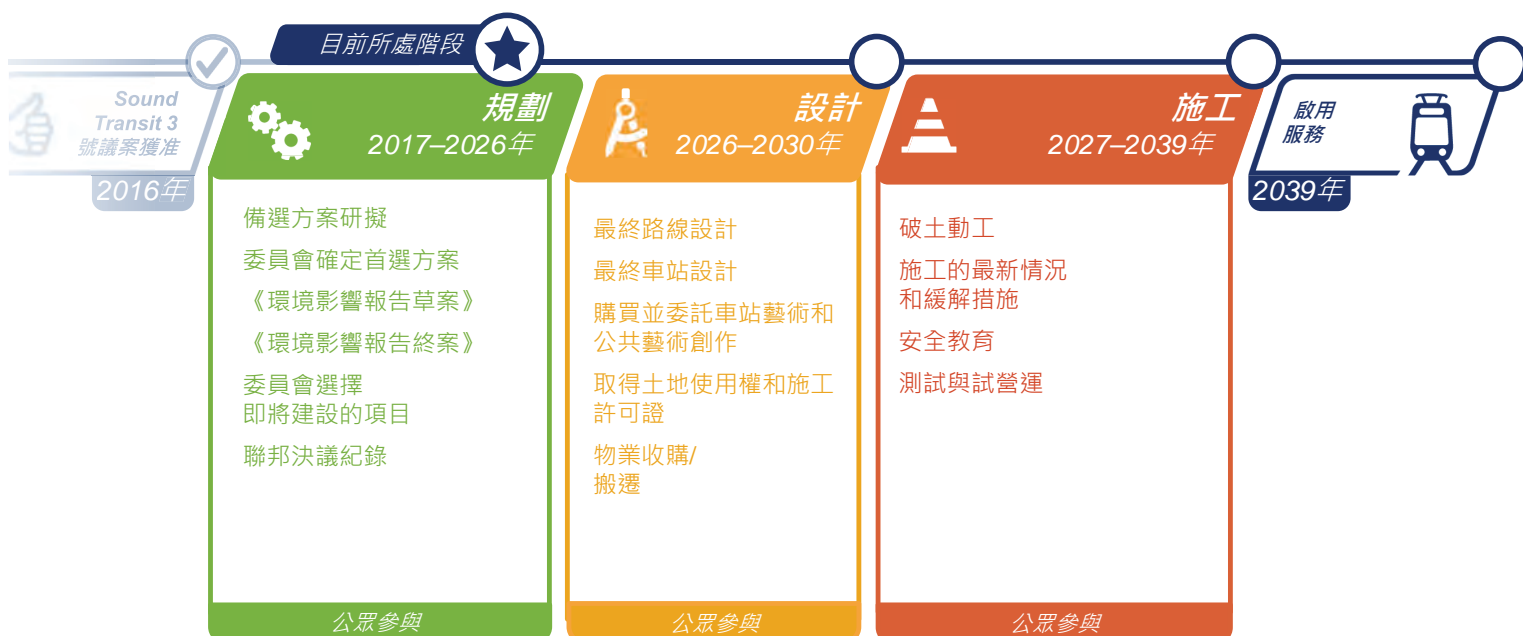 目前所處階段
Sound
Transit 3
號議案獲准
2016年
規劃
2017–2026年
備選方案研擬
委員會確定首選方案
《環境影響報告草案》
《環境影響報告終案》
委員會選擇
即將建設的項目
聯邦決議紀錄
公眾參與
設計
2026–2030年
最終路線設計
最終車站設計
購買並委託車站藝術和
公共藝術創作
取得土地使用權和施工
許可證
物業收購/
搬遷
公眾參與
施工
2027–2039年
破土動工
施工的最新情況
和緩解措施
安全教育
測試與試營運
公眾參與
啟用
服務
2039年